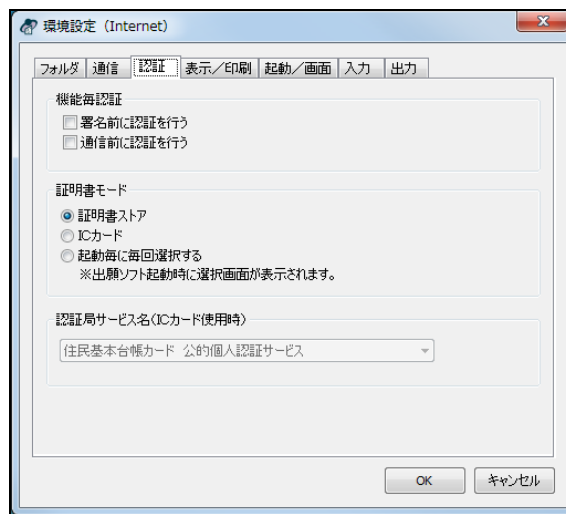 環境設定（Internet）
フォルダ 通信 認証 表示／印刷 起動／画面 入力 出力
機能毎認証
署名前に認証を行う
通信前に認証を行う
証明書モード
証明書ストア
ICカード
起動毎に毎回選択する
※出願ソフト起動時に選択画面が表示されます。
認証局サービス名(ICカード使用時)
住民基本台帳カード 公的個人認証サービス
OK キャンセル